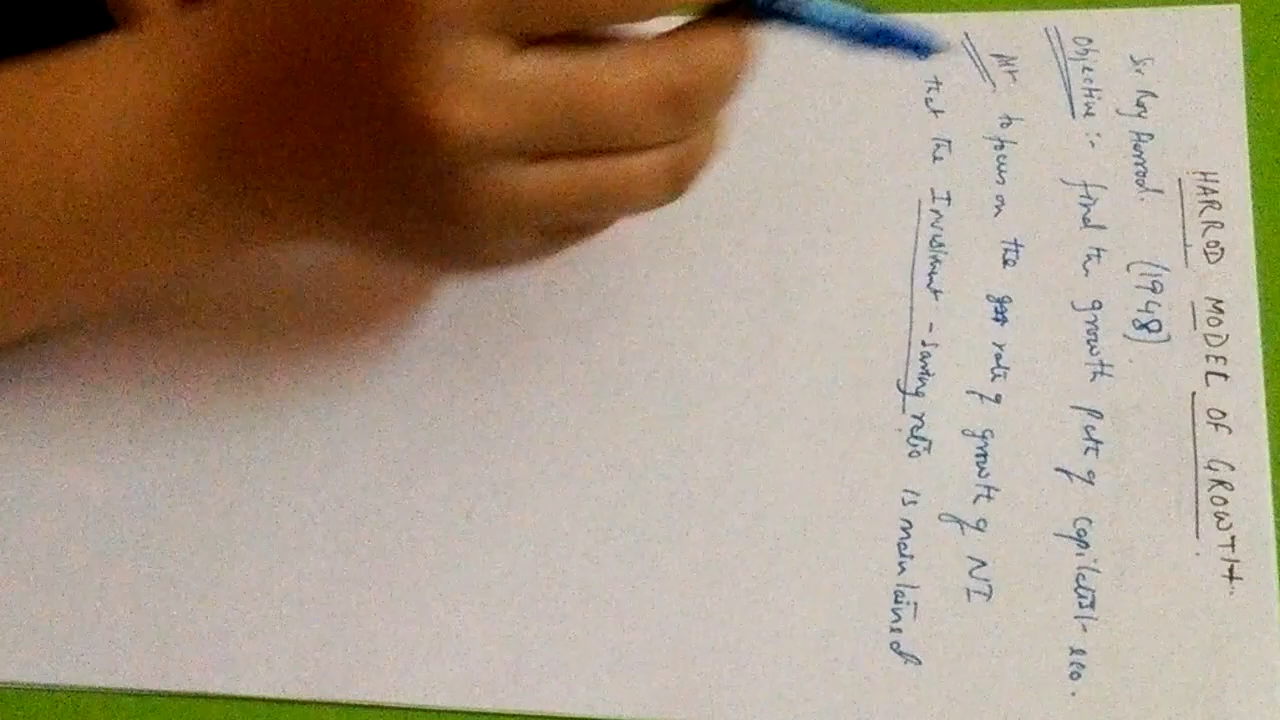 HARROD MODEL OF GROWTH.
Sir Roy Harrod. (1948).
Objective :- find the growth path of capitalist eco.
to focus on the rate of growth of NI
that the Investment - saving ratio is maintained